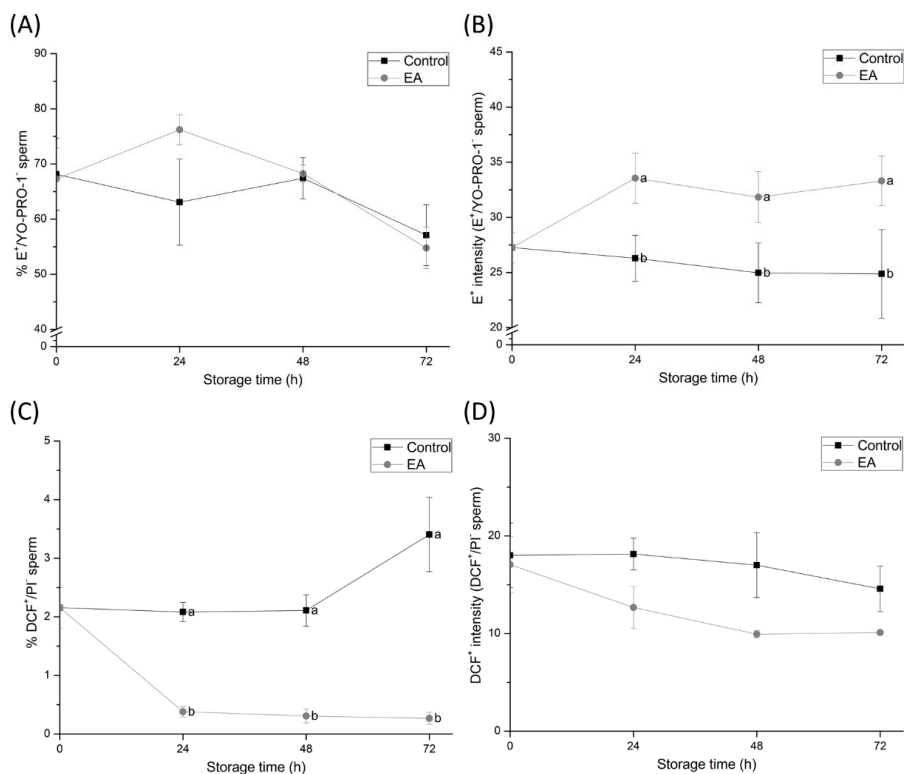 (A)
% E⁺/YO-PRO-1⁻ sperm
90
80
70
60
50
40
0
Control
EA
0 24 48 72
Storage time (h)
(B)
E⁺ intensity (E⁺/YO-PRO-1⁻ sperm)
45
40
35
30
25
20
0
Control
EA
a a a
b b b
0 24 48 72
Storage time (h)
(C)
% DCF⁺/PI⁻ sperm
5
4
3
2
1
0
Control
EA
a a a
b b b
0 24 48 72
Storage time (h)
(D)
DCF⁺ intensity (DCF⁺/PI⁻ sperm)
30
20
10
0
Control
EA
0 24 48 72
Storage time (h)